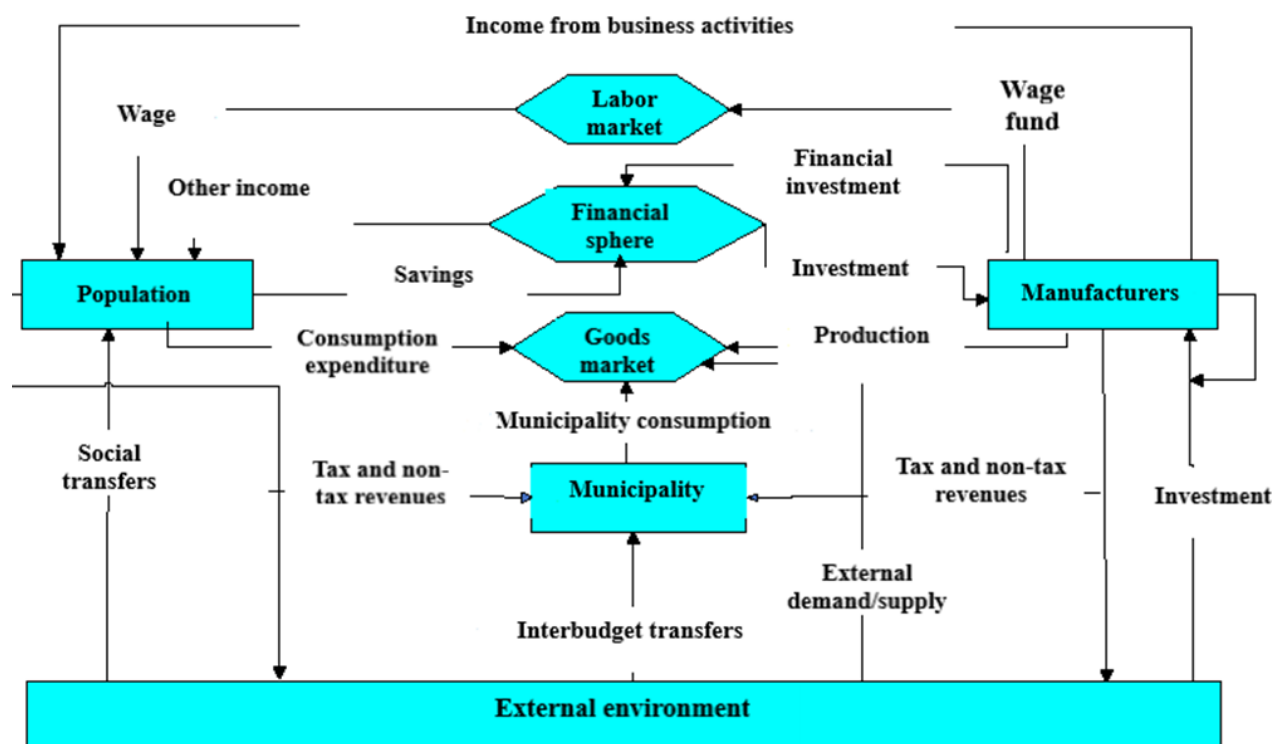 Income from business activities
Labor
market
Wage
Wage
fund
Other income
Financial
investment
Financial
sphere
Savings
Investment
Population
Manufacturers
Consumption
expenditure
Goods
market
Production
Municipality consumption
Social
transfers
Tax and non-
tax revenues
Municipality
Tax and non-tax
revenues
Investment
External
demand/supply
Interbudget transfers
External environment